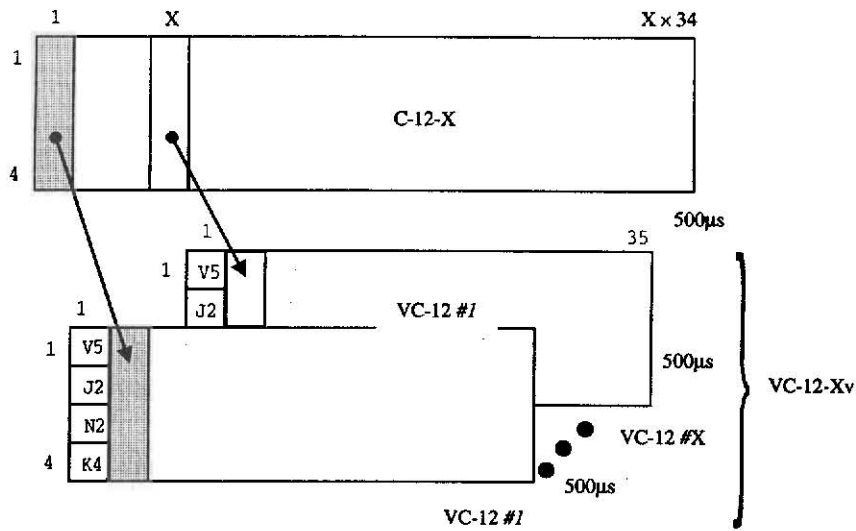 1 X X × 34
1
C-12-X
4
500µs
1 35
1 V5
J2 VC-12 #1
1
1 V5
500µs
J2
VC-12-Xv
N2
VC-12 #X
4 K4
500µs
VC-12 #1